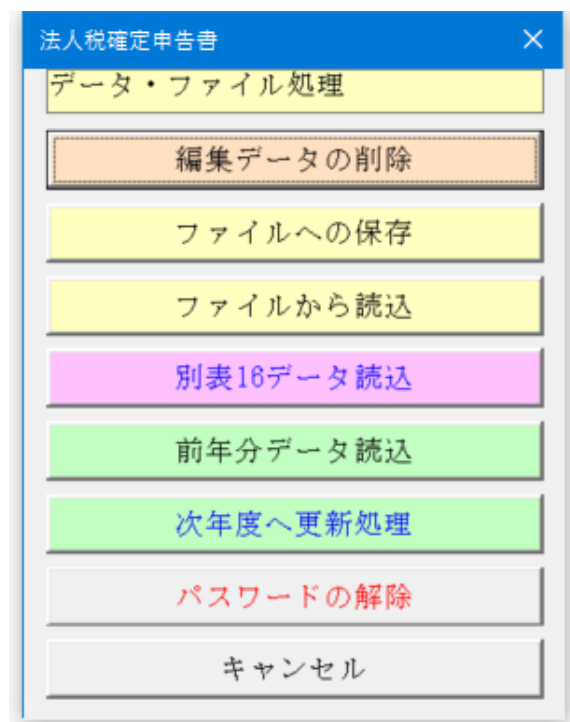 法人税確定申告書
データ・ファイル処理
編集データの削除
ファイルへの保存
ファイルから読込
別表16データ読込
前年分データ読込
次年度へ更新処理
パスワードの解除
キャンセル